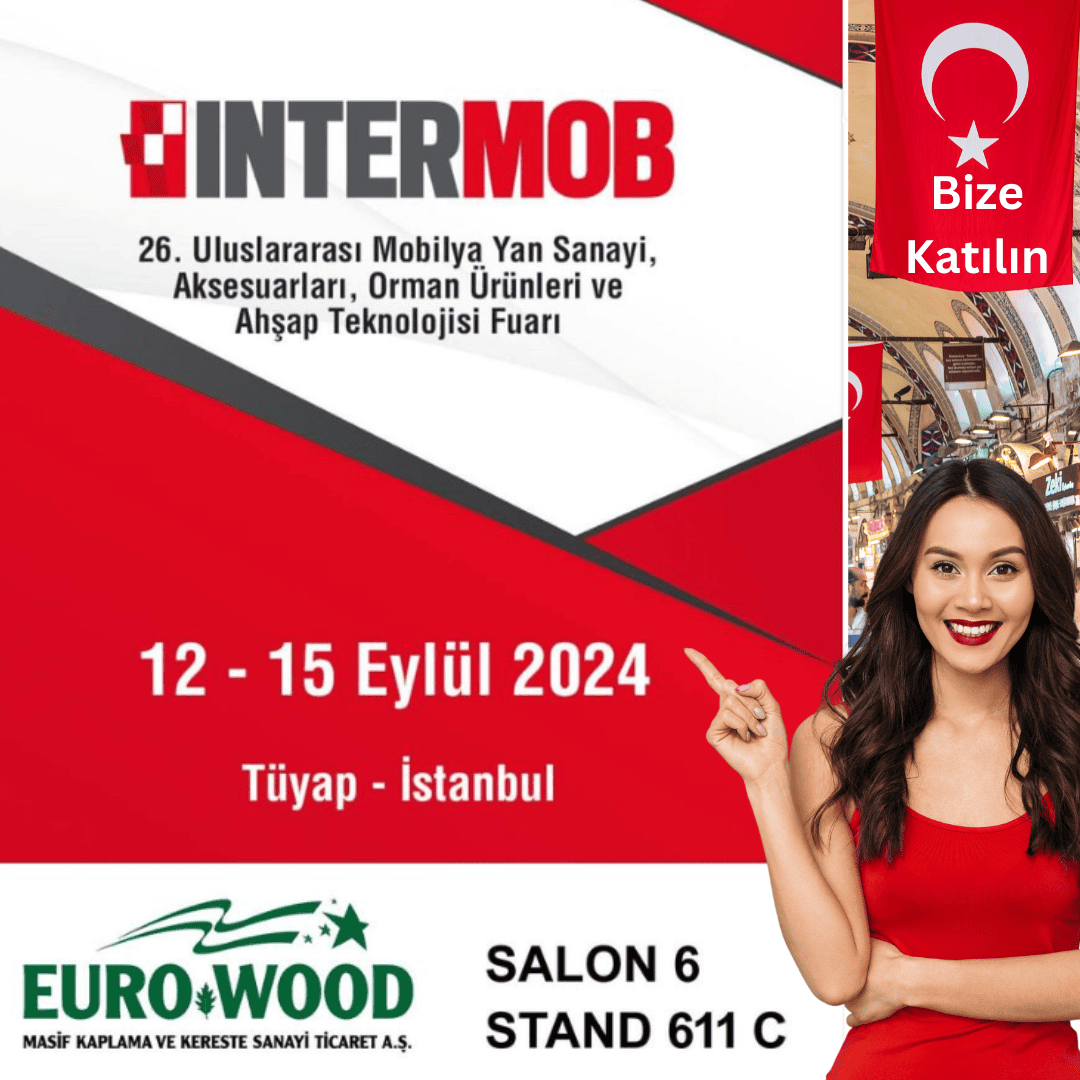 INTERMOB
26. Uluslararası Mobilya Yan Sanayi,
Aksesuarları, Orman Ürünleri ve
Ahşap Teknolojisi Fuarı
Bize
Katılın
Zeki
12 - 15 Eylül 2024
Tüyap - İstanbul
EURO WOOD
MASİF KAPLAMA VE KERESTE SANAYİ TİCARET A.Ş.
SALON 6
STAND 611 C